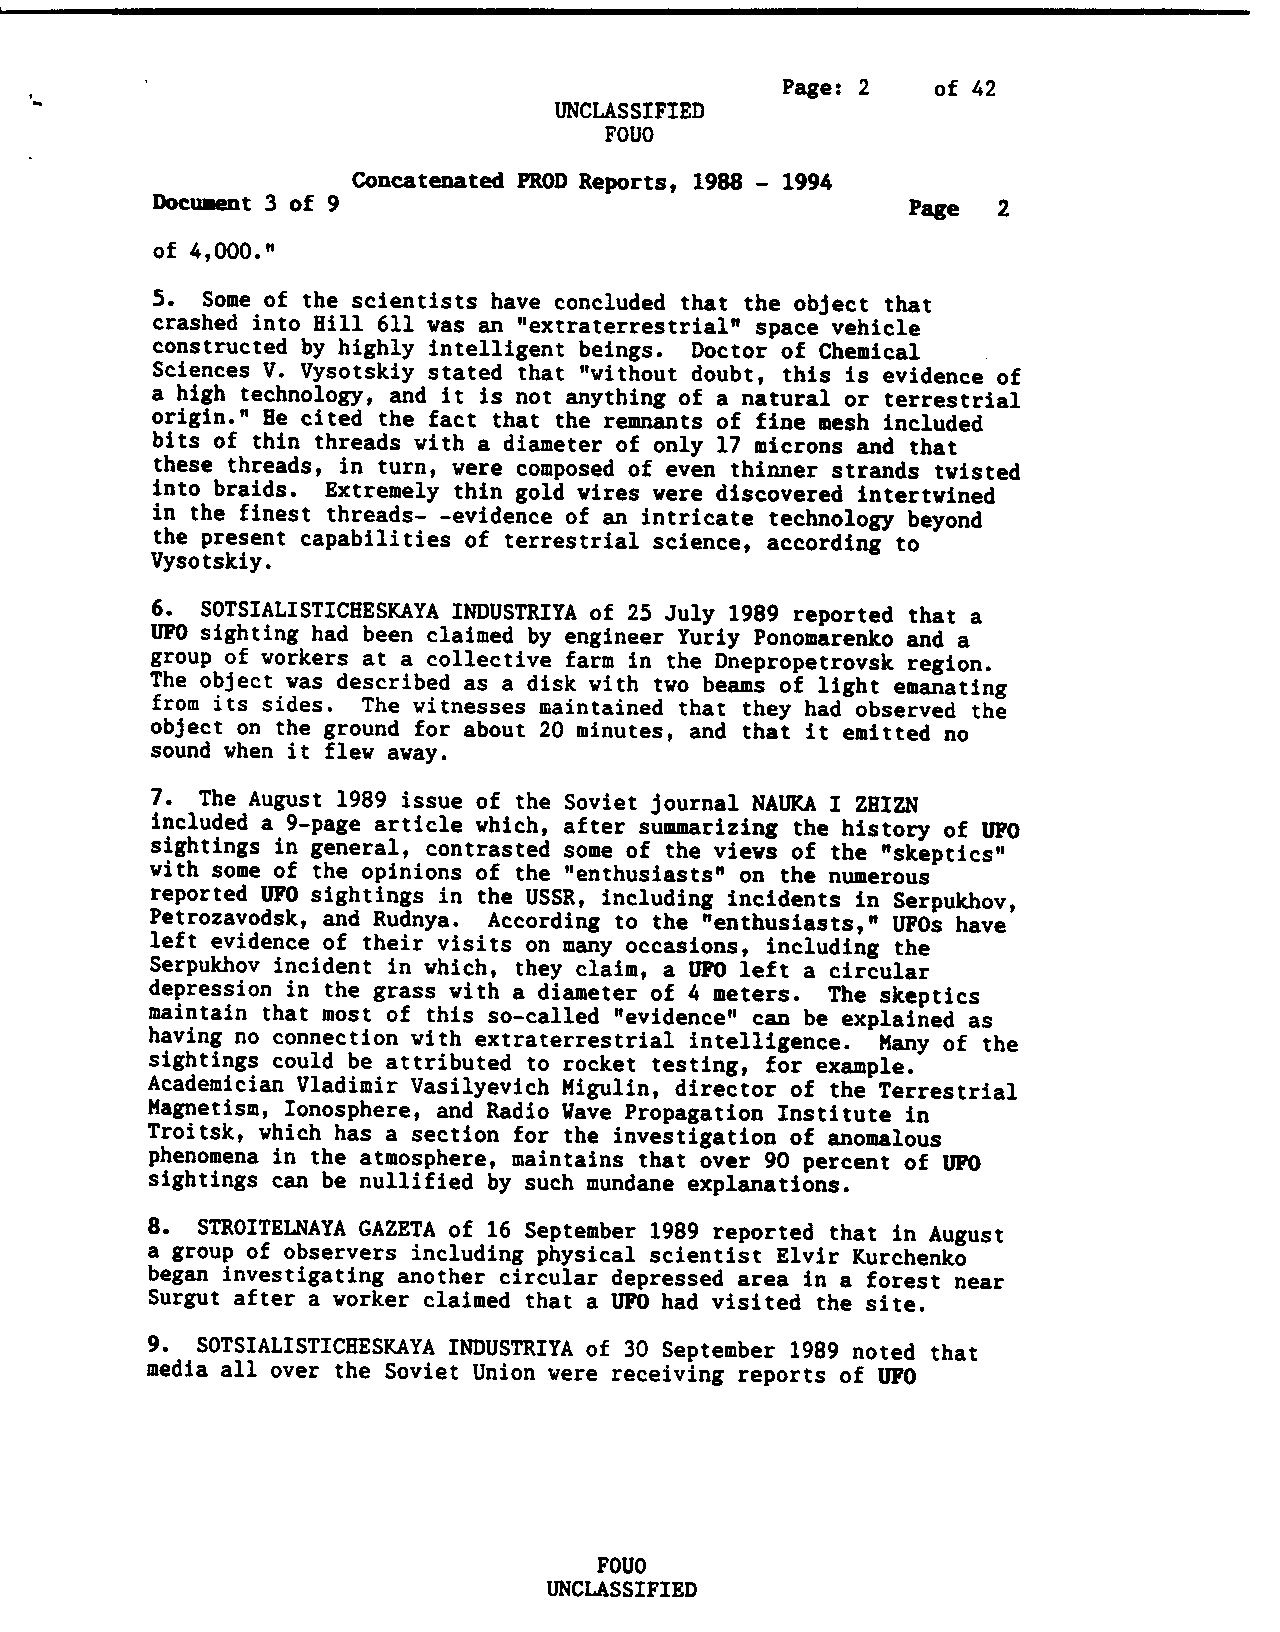 Page: 2 of 42
UNCLASSIFIED
FOUO
Concatenated PROD Reports, 1988 - 1994
Document 3 of 9 Page 2
of 4,000."
5. Some of the scientists have concluded that the object that
crashed into Hill 611 was an "extraterrestrial" space vehicle
constructed by highly intelligent beings. Doctor of Chemical
Sciences V. Vysotskiy stated that "without doubt, this is evidence of
a high technology, and it is not anything of a natural or terrestrial
origin." He cited the fact that the remnants of fine mesh included
bits of thin threads with a diameter of only 17 microns and that
these threads, in turn, were composed of even thinner strands twisted
into braids. Extremely thin gold wires were discovered intertwined
in the finest threads- -evidence of an intricate technology beyond
the present capabilities of terrestrial science, according to
Vysotskiy.
6. SOTSIALISTICHESKAYA INDUSTRIYA of 25 July 1989 reported that a
UFO sighting had been claimed by engineer Yuriy Ponomarenko and a
group of workers at a collective farm in the Dnepropetrovsk region.
The object was described as a disk with two beams of light emanating
from its sides. The witnesses maintained that they had observed the
object on the ground for about 20 minutes, and that it emitted no
sound when it flew away.
7. The August 1989 issue of the Soviet journal NAUKA I ZHIZN
included a 9-page article which, after summarizing the history of UFO
sightings in general, contrasted some of the views of the "skeptics"
with some of the opinions of the "enthusiasts" on the numerous
reported UFO sightings in the USSR, including incidents in Serpukhov,
Petrozavodsk, and Rudnya. According to the "enthusiasts," UFOs have
left evidence of their visits on many occasions, including the
Serpukhov incident in which, they claim, a UFO left a circular
depression in the grass with a diameter of 4 meters. The skeptics
maintain that most of this so-called "evidence" can be explained as
having no connection with extraterrestrial intelligence. Many of the
sightings could be attributed to rocket testing, for example.
Academician Vladimir Vasilyevich Migulin, director of the Terrestrial
Magnetism, Ionosphere, and Radio Wave Propagation Institute in
Troitsk, which has a section for the investigation of anomalous
phenomena in the atmosphere, maintains that over 90 percent of UFO
sightings can be nullified by such mundane explanations.
8. STROITELNAYA GAZETA of 16 September 1989 reported that in August
a group of observers including physical scientist Elvir Kurchenko
began investigating another circular depressed area in a forest near
Surgut after a worker claimed that a UFO had visited the site.
9. SOTSIALISTICHESKAYA INDUSTRIYA of 30 September 1989 noted that
media all over the Soviet Union were receiving reports of UFO
FOUO
UNCLASSIFIED